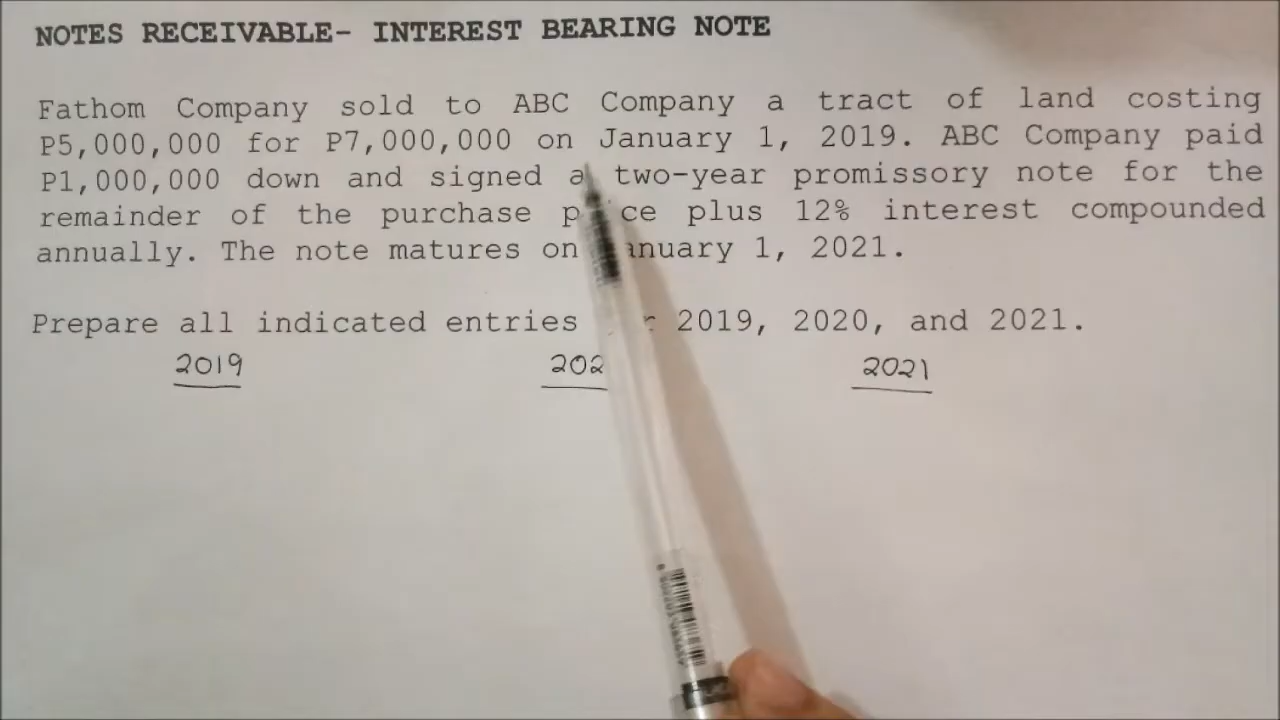 NOTES RECEIVABLE- INTEREST BEARING NOTE
Fathom Company sold to ABC Company a tract of land costing
P5,000,000 for P7,000,000 on January 1, 2019. ABC Company paid
P1,000,000 down and signed a two-year promissory note for the
remainder of the purchase plus 12% interest compounded
annually. The note matures on 1, 2021.
Prepare all indicated entries 2019, 2020, and 2021.
2019 202 2021